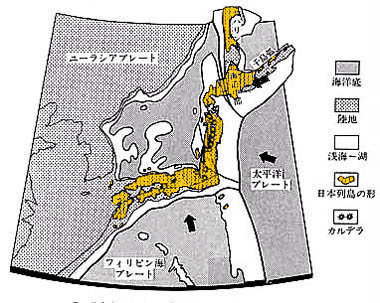 ユーラシアプレート
千島弧
太平洋
プレート
フィリピン海
プレート
海洋底
陸地
浅海〜湖
日本列島の形
カルデラ